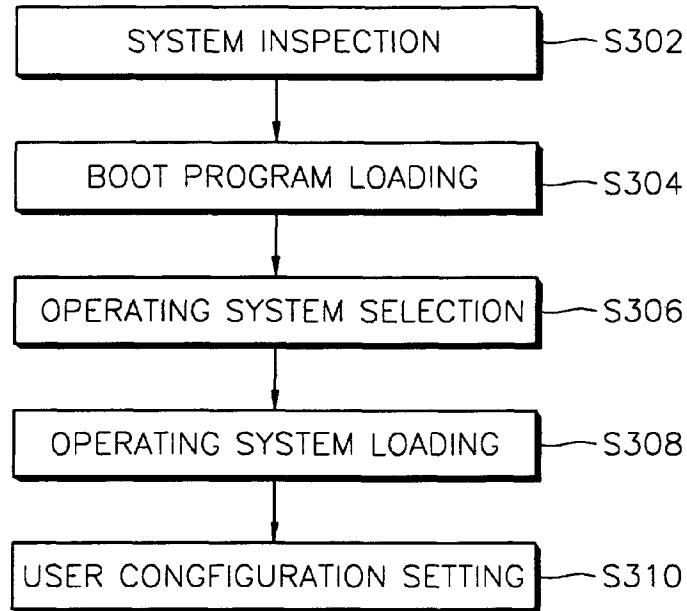 SYSTEM INSPECTION S302
BOOT PROGRAM LOADING S304
OPERATING SYSTEM SELECTION S306
OPERATING SYSTEM LOADING S308
USER CONGFIGURATION SETTING S310